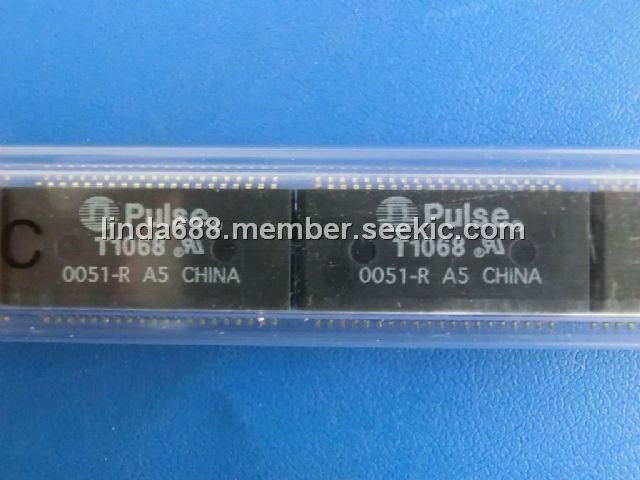 Pulse
T1068 ®
0051-R A5 CHINA
C
Pulse
T1068 ®
0051-R A5 CHINA
linda688.member.seekic.com